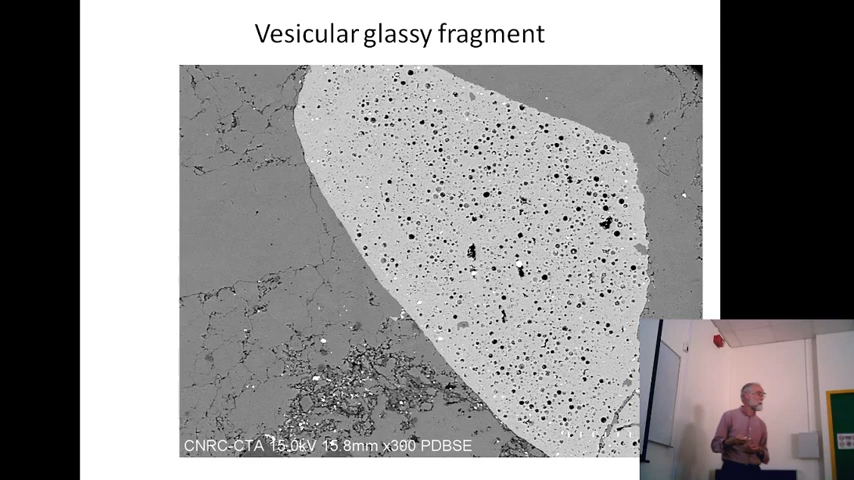 Vesicular glassy fragment
CNRC-CTA 15.0kV 15.8mm x300 PDBSE